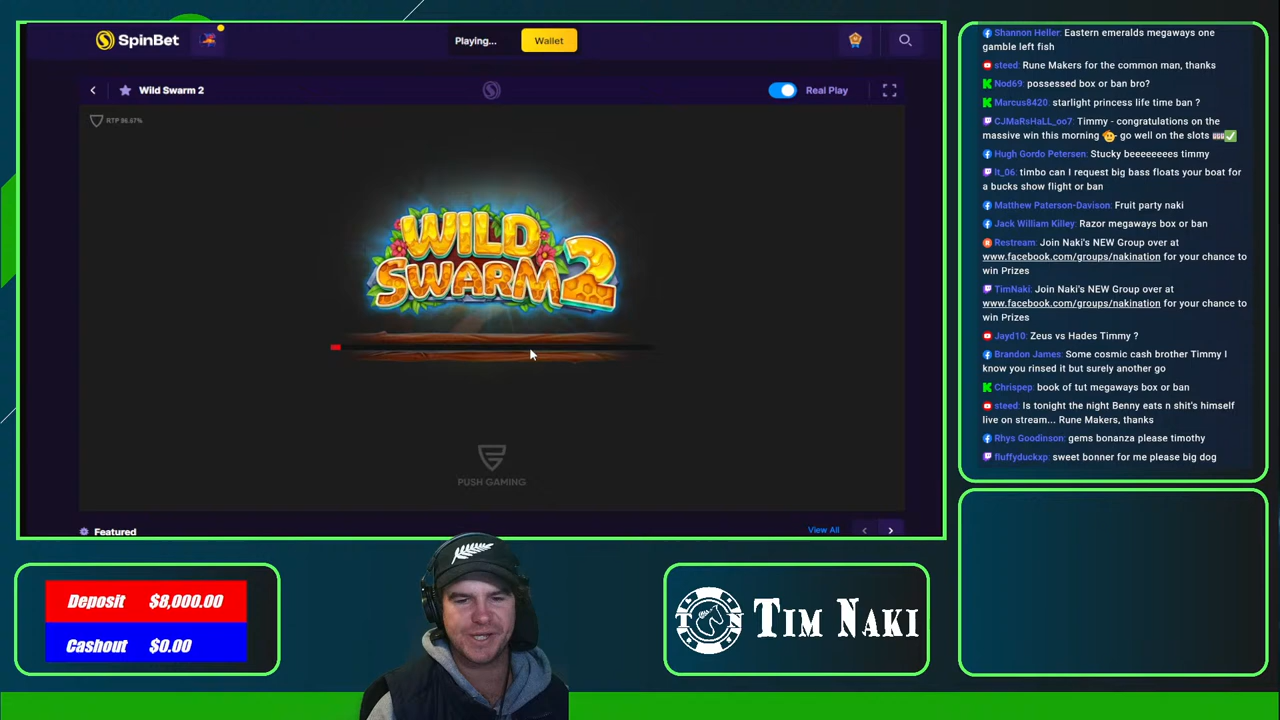 SpinBet
Playing...
Wallet
Wild Swarm 2
Real Play
RTP 96.67%
WILD
SWARM 2
PUSH GAMING
Featured
View All
Shannon Heller: Eastern emeralds megaways one
gamble left fish
steed: Rune Makers for the common man, thanks
Nod69: possessed box or ban bro?
Marcus8420: starlight princess life time ban ?
CJMaRsHaLL_oo7: Timmy - congratulations on the
massive win this morning 🤠- go well on the slots 🎰✅
Hugh Gordo Petersen: Stucky beeeeeeees timmy
lt_06: timbo can I request big bass floats your boat for
a bucks show flight or ban
Matthew Paterson-Davison: Fruit party naki
Jack William Killey: Razor megaways box or ban
Restream: Join Naki's NEW Group over at
www.facebook.com/groups/nakination for your chance to
win Prizes
TimNaki: Join Naki's NEW Group over at
www.facebook.com/groups/nakination for your chance to
win Prizes
Jayd10: Zeus vs Hades Timmy ?
Brandon James: Some cosmic cash brother Timmy I
know you rinsed it but surely another go
Chrispep: book of tut megaways box or ban
steed: Is tonight the night Benny eats n shit's himself
live on stream... Rune Makers, thanks
Rhys Goodinson: gems bonanza please timothy
fluffyduckxp: sweet bonner for me please big dog
Deposit $8,000.00
Cashout $0.00
TN
TIM NAKI